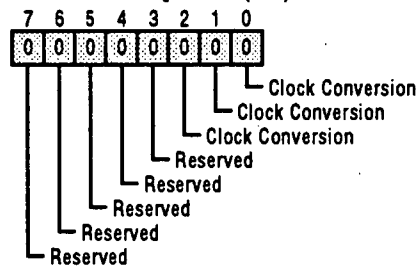 7 6 5 4 3 2 1 0
0 0 0 0 0 0 0 0
Clock Conversion
Clock Conversion
Clock Conversion
Reserved
Reserved
Reserved
Reserved
Reserved